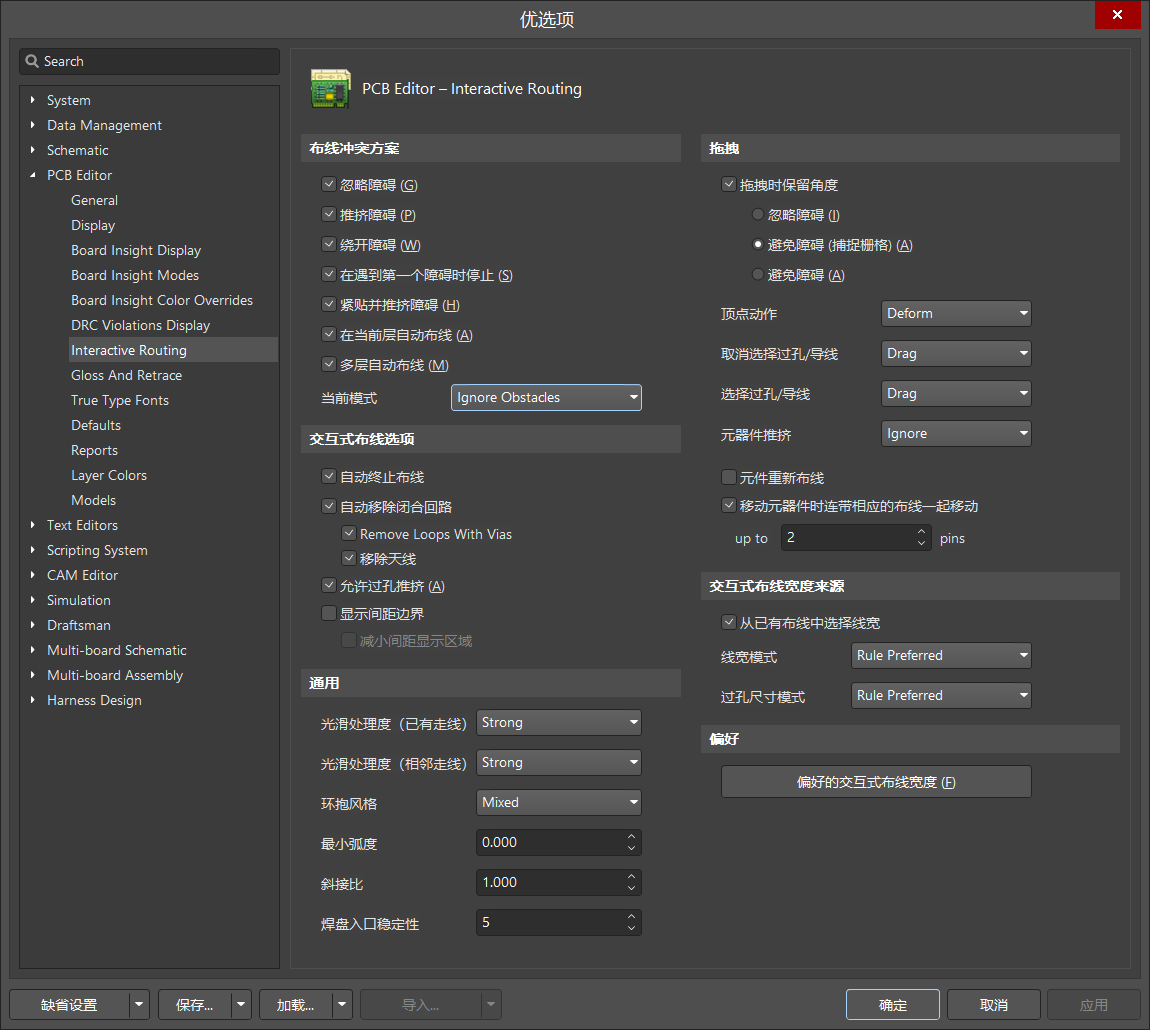 优选项
Search
System
Data Management
Schematic
PCB Editor
General
Display
Board Insight Display
Board Insight Modes
Board Insight Color Overrides
DRC Violations Display
Interactive Routing
Gloss And Retrace
True Type Fonts
Defaults
Reports
Layer Colors
Models
Text Editors
Scripting System
CAM Editor
Simulation
Draftsman
Multi-board Schematic
Multi-board Assembly
Harness Design
PCB Editor – Interactive Routing
布线冲突方案
忽略障碍 (G)
推挤障碍 (P)
绕开障碍 (W)
在遇到第一个障碍时停止 (S)
紧贴并推挤障碍 (H)
在当前层自动布线 (A)
多层自动布线 (M)
当前模式 Ignore Obstacles
交互式布线选项
自动终止布线
自动移除闭合回路
Remove Loops With Vias
移除天线
允许过孔推挤 (A)
显示间距边界
减小间距显示区域
通用
光滑处理度（已有走线） Strong
光滑处理度（相邻走线） Strong
环抱风格 Mixed
最小弧度 0.000
斜接比 1.000
焊盘入口稳定性 5
拖拽
拖拽时保留角度
忽略障碍 (I)
避免障碍 (捕捉栅格) (A)
避免障碍 (A)
顶点动作 Deform
取消选择过孔/导线 Drag
选择过孔/导线 Drag
元器件推挤 Ignore
元件重新布线
移动元器件时连带相应的布线一起移动
up to 2 pins
交互式布线宽度来源
从已有布线中选择线宽
线宽模式 Rule Preferred
过孔尺寸模式 Rule Preferred
偏好
偏好的交互式布线宽度 (F)
缺省设置 保存... 加载... 导入... 确定 取消 应用